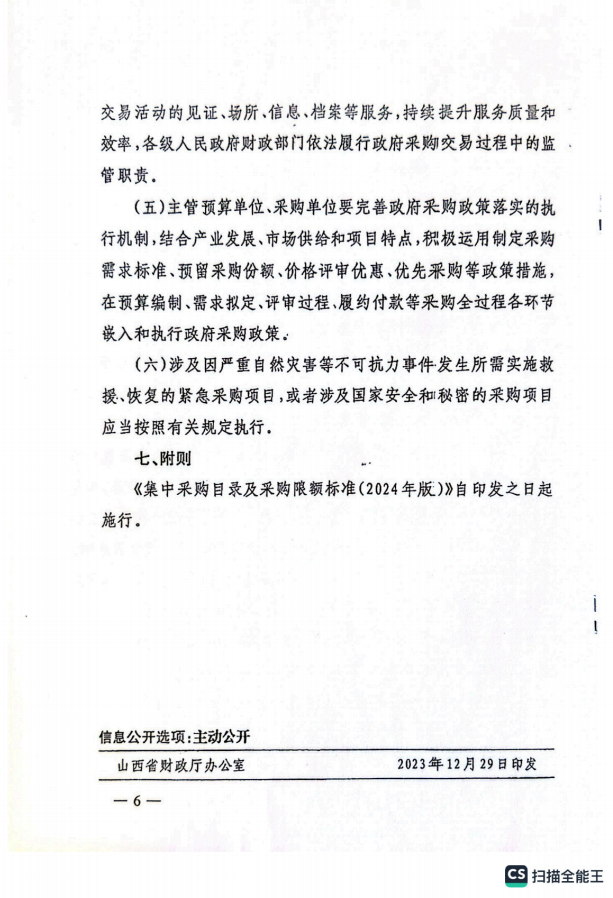 交易活动的见证、场所、信息、档案等服务,持续提升服务质量和
效率,各级人民政府财政部门依法履行政府采购交易过程中的监
管职责。
(五)主管预算单位、采购单位要完善政府采购政策落实的执
行机制,结合产业发展、市场供给和项目特点,积极运用制定采购
需求标准、预留采购份额、价格评审优惠、优先采购等政策措施,
在预算编制、需求拟定、评审过程、履约付款等采购全过程各环节
嵌入和执行政府采购政策。
(六)涉及因严重自然灾害等不可抗力事件发生所需实施救
援、恢复的紧急采购项目,或者涉及国家安全和秘密的采购项目
应当按照有关规定执行。
七、附则
《集中采购目录及采购限额标准(2024年版)》自印发之日起
施行。
信息公开选项:主动公开
山西省财政厅办公室 2023年12月29日印发
— 6 —
CS 扫描全能王